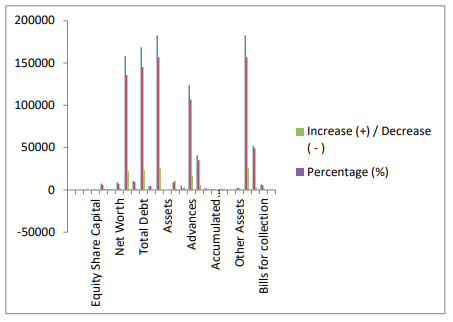 200000
150000
100000
50000
0
-50000
Equity Share Capital
Net Worth
Total Debt
Assets
Advances
Accumulated…
Other Assets
Bills for collection
Increase (+) / Decrease
( - )
Percentage (%)